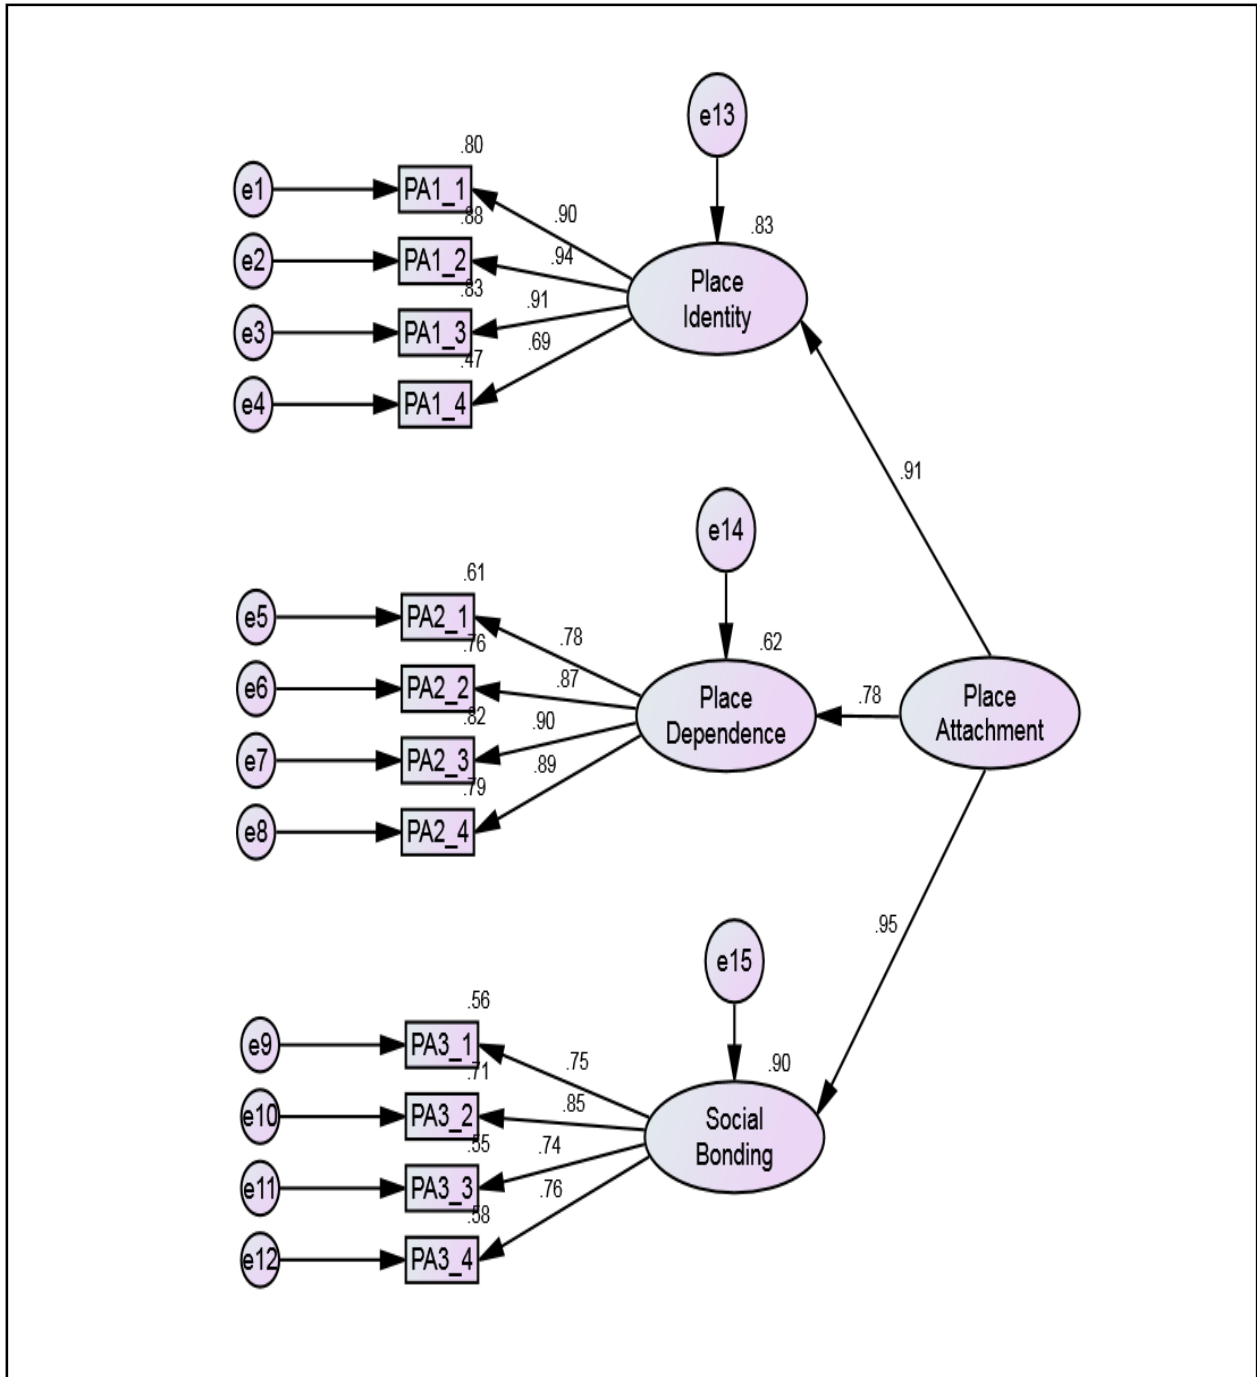 e13
.80
e1
PA1_1
.90
.88
.83
e2
PA1_2
.94
Place
Identity
.83
e3
PA1_3
.91
.69
.47
e4
PA1_4
.91
e14
.61
e5
PA2_1
.78
.62
.76
e6
PA2_2
.87
Place
Dependence
.78
Place
Attachment
.82
.90
e7
PA2_3
.89
.79
e8
PA2_4
.95
e15
.56
e9
PA3_1
.75
.90
.71
e10
PA3_2
.85
Social
Bonding
.55
.74
e11
PA3_3
.76
.58
e12
PA3_4